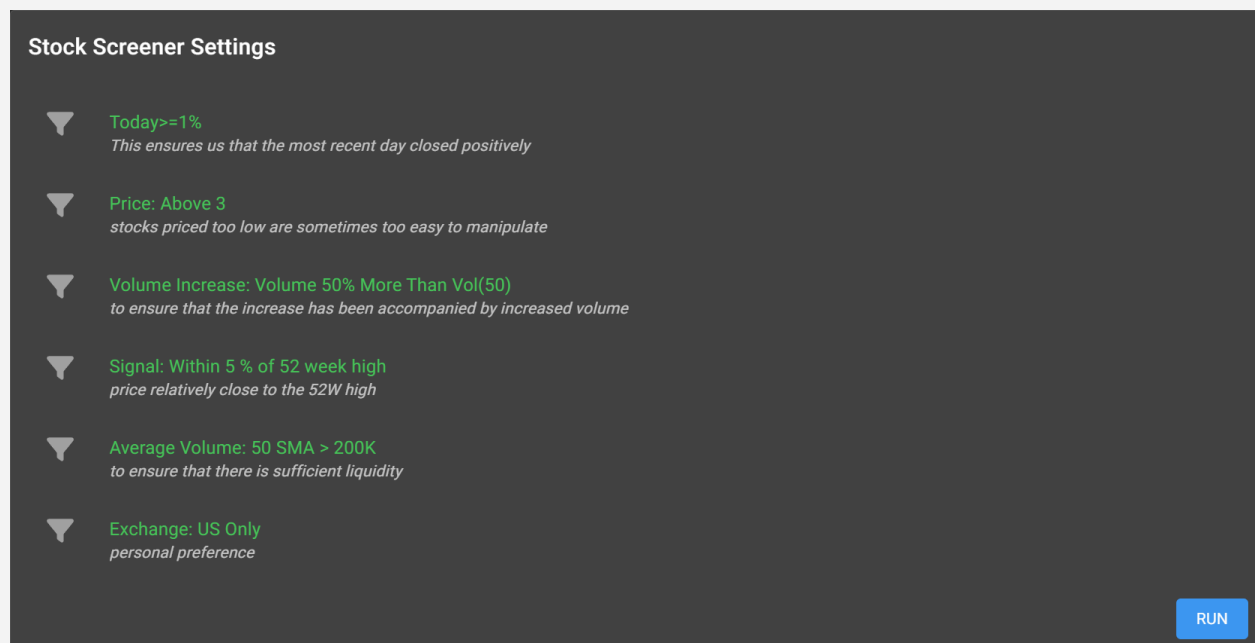 Stock Screener Settings
Today>=1%
This ensures us that the most recent day closed positively
Price: Above 3
stocks priced too low are sometimes too easy to manipulate
Volume Increase: Volume 50% More Than Vol(50)
to ensure that the increase has been accompanied by increased volume
Signal: Within 5 % of 52 week high
price relatively close to the 52W high
Average Volume: 50 SMA > 200K
to ensure that there is sufficient liquidity
Exchange: US Only
personal preference
RUN